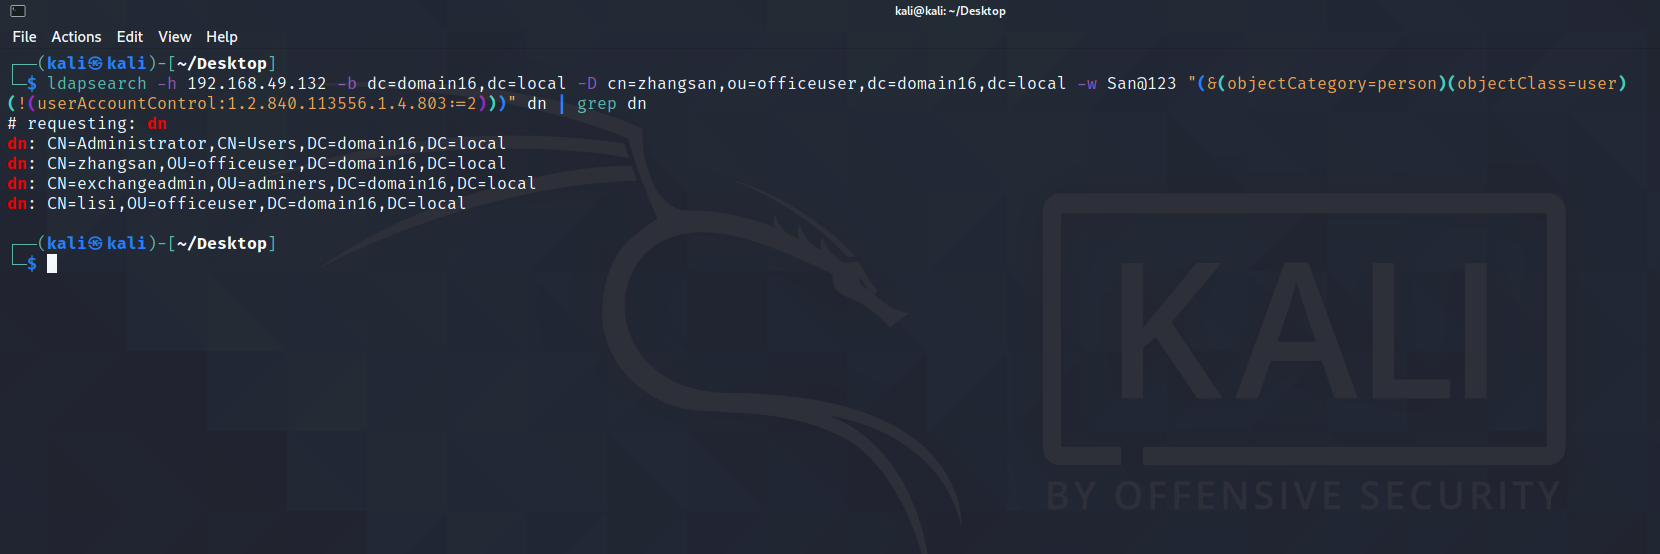 kali@kali: ~/Desktop
File Actions Edit View Help
┌──(kali㉿kali)-[~/Desktop]
└─$ ldapsearch -h 192.168.49.132 -b dc=domain16,dc=local -D cn=zhangsan,ou=officeuser,dc=domain16,dc=local -w San@123 "(&(objectCategory=person)(objectClass=user)
(!(userAccountControl:1.2.840.113556.1.4.803:=2)))" dn | grep dn
# requesting: dn
dn: CN=Administrator,CN=Users,DC=domain16,DC=local
dn: CN=zhangsan,OU=officeuser,DC=domain16,DC=local
dn: CN=exchangeadmin,OU=adminers,DC=domain16,DC=local
dn: CN=lisi,OU=officeuser,DC=domain16,DC=local
┌──(kali㉿kali)-[~/Desktop]
└─$
KALI
BY OFFENSIVE SECURITY